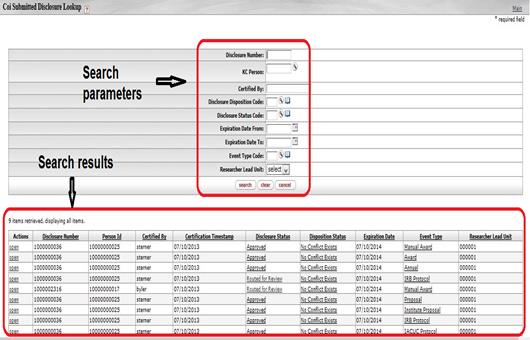 Coi Submitted Disclosure Lookup
Main
* required field
Search
parameters
Disclosure Number:
KC Person:
Certified By:
Disclosure Disposition Code:
Disclosure Status Code:
Expiration Date From:
Expiration Date To:
Event Type Code:
Researcher Lead Unit: select
search clear cancel
Search results
9 items retrieved, displaying all items.
Actions Disclosure Number Person Id Certified By Certification Timestamp Disclosure Status Disposition Status Expiration Date Event Type Researcher Lead Unit
open 1000000036 10000000025 starner 07/10/2013 Approved No Conflict Exists 07/10/2014 Manual Award 000001
open 1000000036 10000000025 starner 07/10/2013 Approved No Conflict Exists 07/10/2014 Award 000001
open 1000000036 10000000025 starner 07/10/2013 Approved No Conflict Exists 07/10/2014 Annual 000001
open 1000000036 10000000025 starner 07/10/2013 Routed for Review No Conflict Exists 07/10/2014 IRB Protocol 000001
open 1000002316 10000000017 byler 07/10/2013 Routed for Review No Conflict Exists 07/10/2014 Manual Award 000001
open 1000000036 10000000025 starner 07/10/2013 Approved No Conflict Exists 07/10/2014 Proposal 000001
open 1000000036 10000000025 starner 07/10/2013 Approved No Conflict Exists 07/10/2014 Institute Proposal 000001
open 1000000036 10000000025 starner 07/10/2013 Approved No Conflict Exists 07/10/2014 IRB Protocol 000001
open 1000000036 10000000025 starner 07/10/2013 Approved No Conflict Exists 07/10/2014 IACUC Protocol 000001